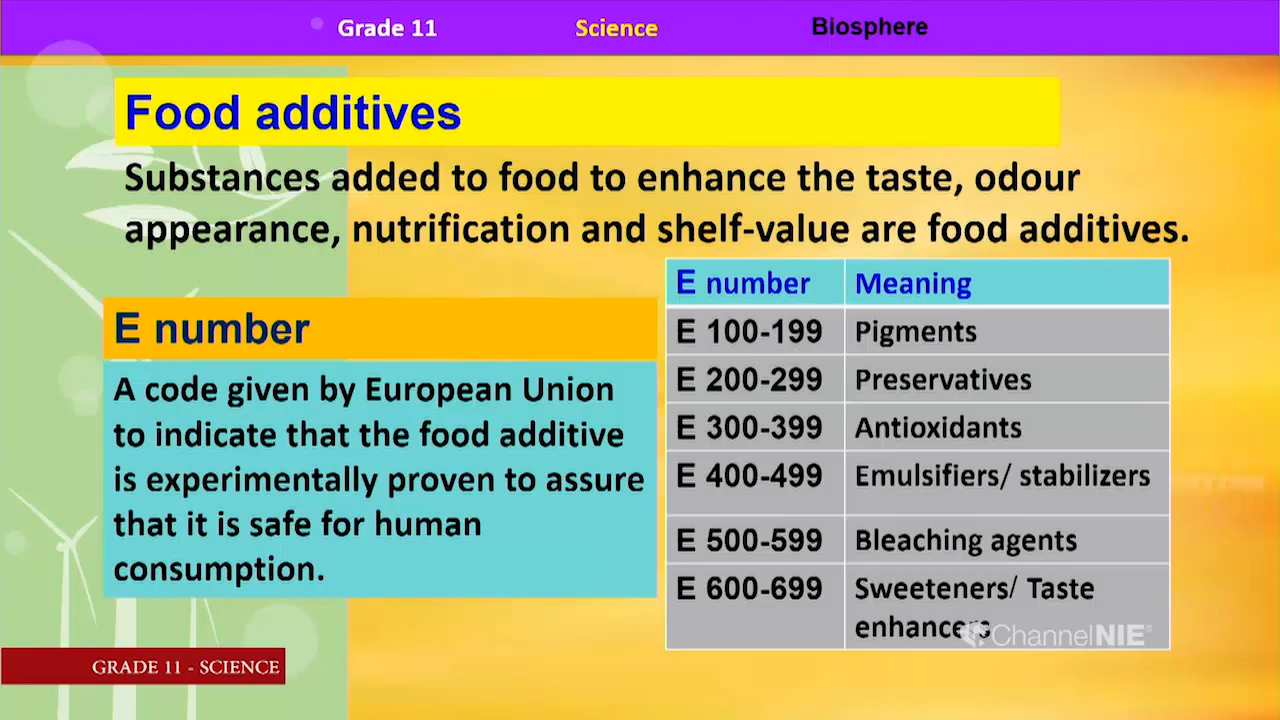 Grade 11 Science Biosphere
Food additives
Substances added to food to enhance the taste, odour
appearance, nutrification and shelf-value are food additives.
E number
A code given by European Union
to indicate that the food additive
is experimentally proven to assure
that it is safe for human
consumption.
E number Meaning
E 100-199 Pigments
E 200-299 Preservatives
E 300-399 Antioxidants
E 400-499 Emulsifiers/ stabilizers
E 500-599 Bleaching agents
E 600-699 Sweeteners/ Taste
enhancers
ChannelNIE
GRADE 11 - SCIENCE